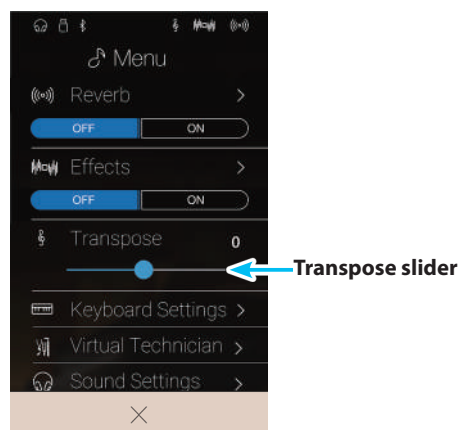 Menu
Reverb >
OFF ON
Effects >
OFF ON
Transpose 0
Transpose slider
Keyboard Settings >
Virtual Technician >
Sound Settings >